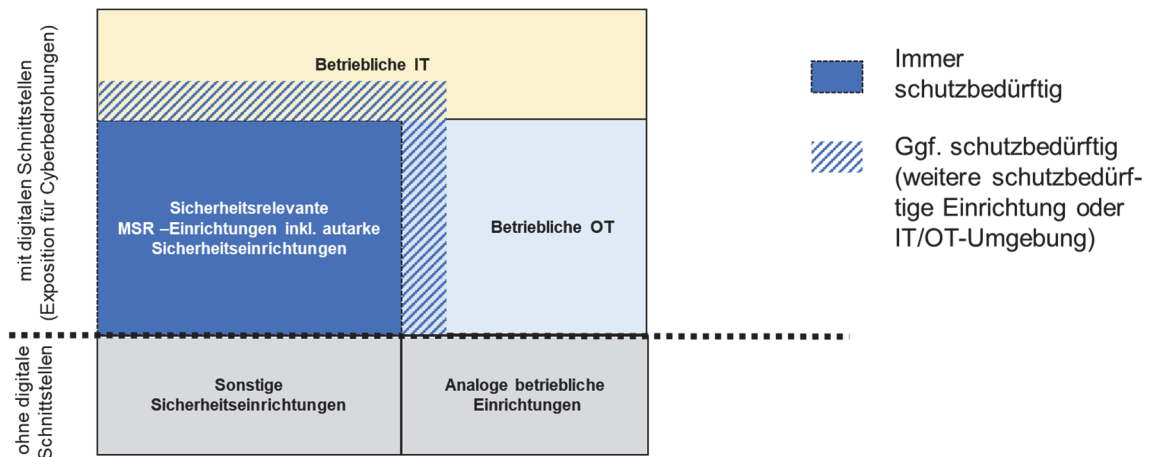 mit digitalen Schnittstellen
(Exposition für Cyberbedrohungen)
ohne digitale
Schnittstellen
Betriebliche IT
Sicherheitsrelevante
MSR –Einrichtungen inkl. autarke
Sicherheitseinrichtungen
Betriebliche OT
Sonstige
Sicherheitseinrichtungen
Analoge betriebliche
Einrichtungen
Immer
schutzbedürftig
Ggf. schutzbedürftig
(weitere schutzbedürf-
tige Einrichtung oder
IT/OT-Umgebung)